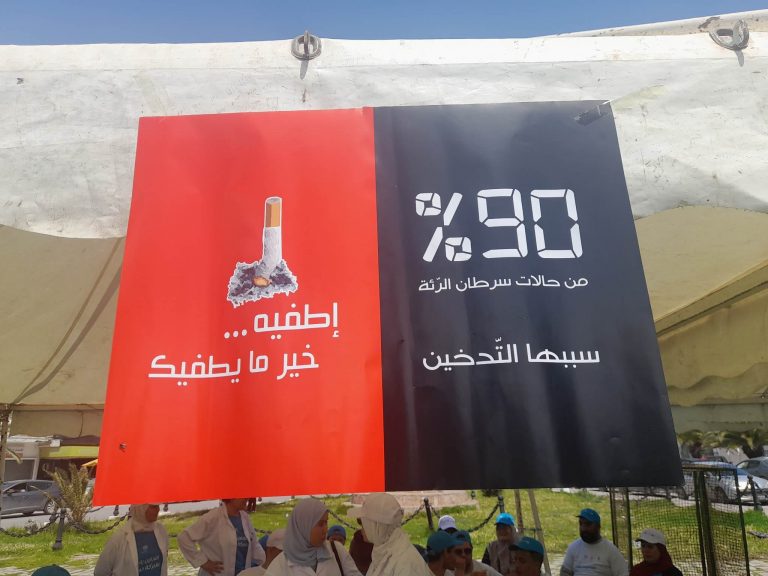 %90
من حالات سرطان الرّئة
سببها التّدخين
إطفيه ...
خير ما يطفيك